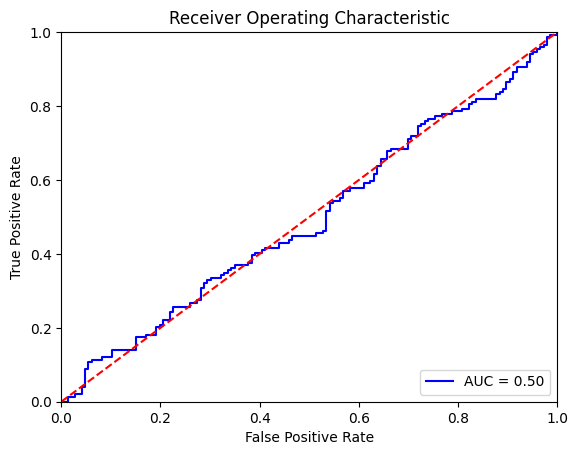 Receiver Operating Characteristic
True Positive Rate
1.0
0.8
0.6
0.4
0.2
0.0
AUC = 0.50
0.0 0.2 0.4 0.6 0.8 1.0
False Positive Rate